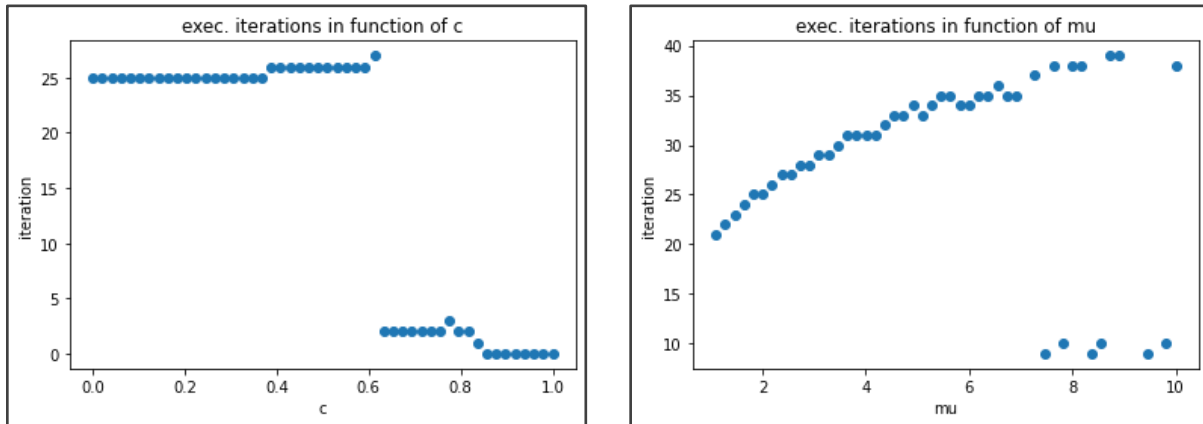 exec. iterations in function of c
iteration
25
20
15
10
5
0
0.0 0.2 0.4 0.6 0.8 1.0
c
exec. iterations in function of mu
iteration
40
35
30
25
20
15
10
2 4 6 8 10
mu